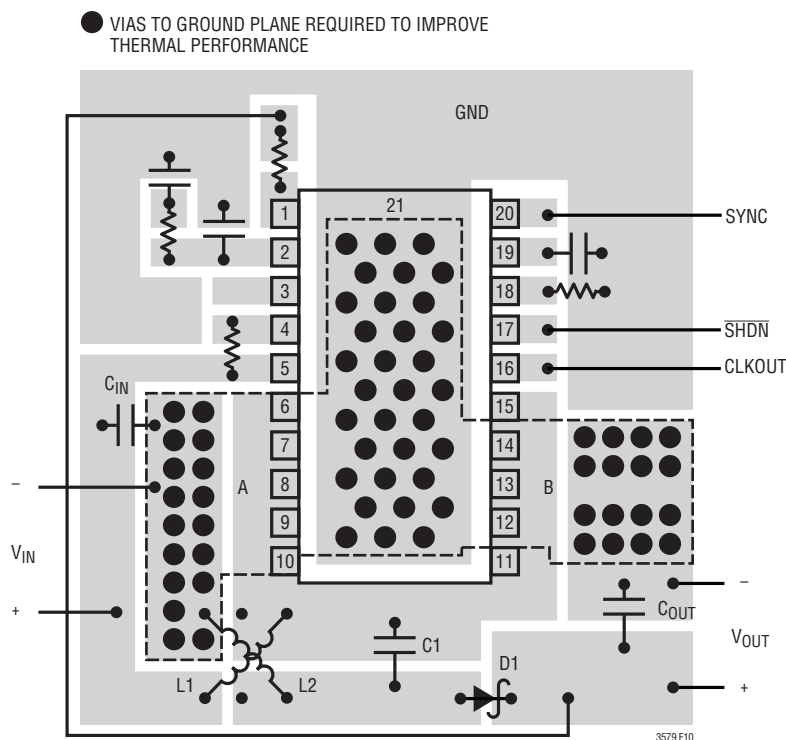 VIAS TO GROUND PLANE REQUIRED TO IMPROVE
THERMAL PERFORMANCE
GND
21
1
20
SYNC
2
19
3
18
4
17
SHDN
5
16
CLKOUT
CIN
6
15
7
14
–
A
8
13
B
9
12
VIN
10
11
–
+
COUT
C1
VOUT
L1
L2
D1
+
3579 F10